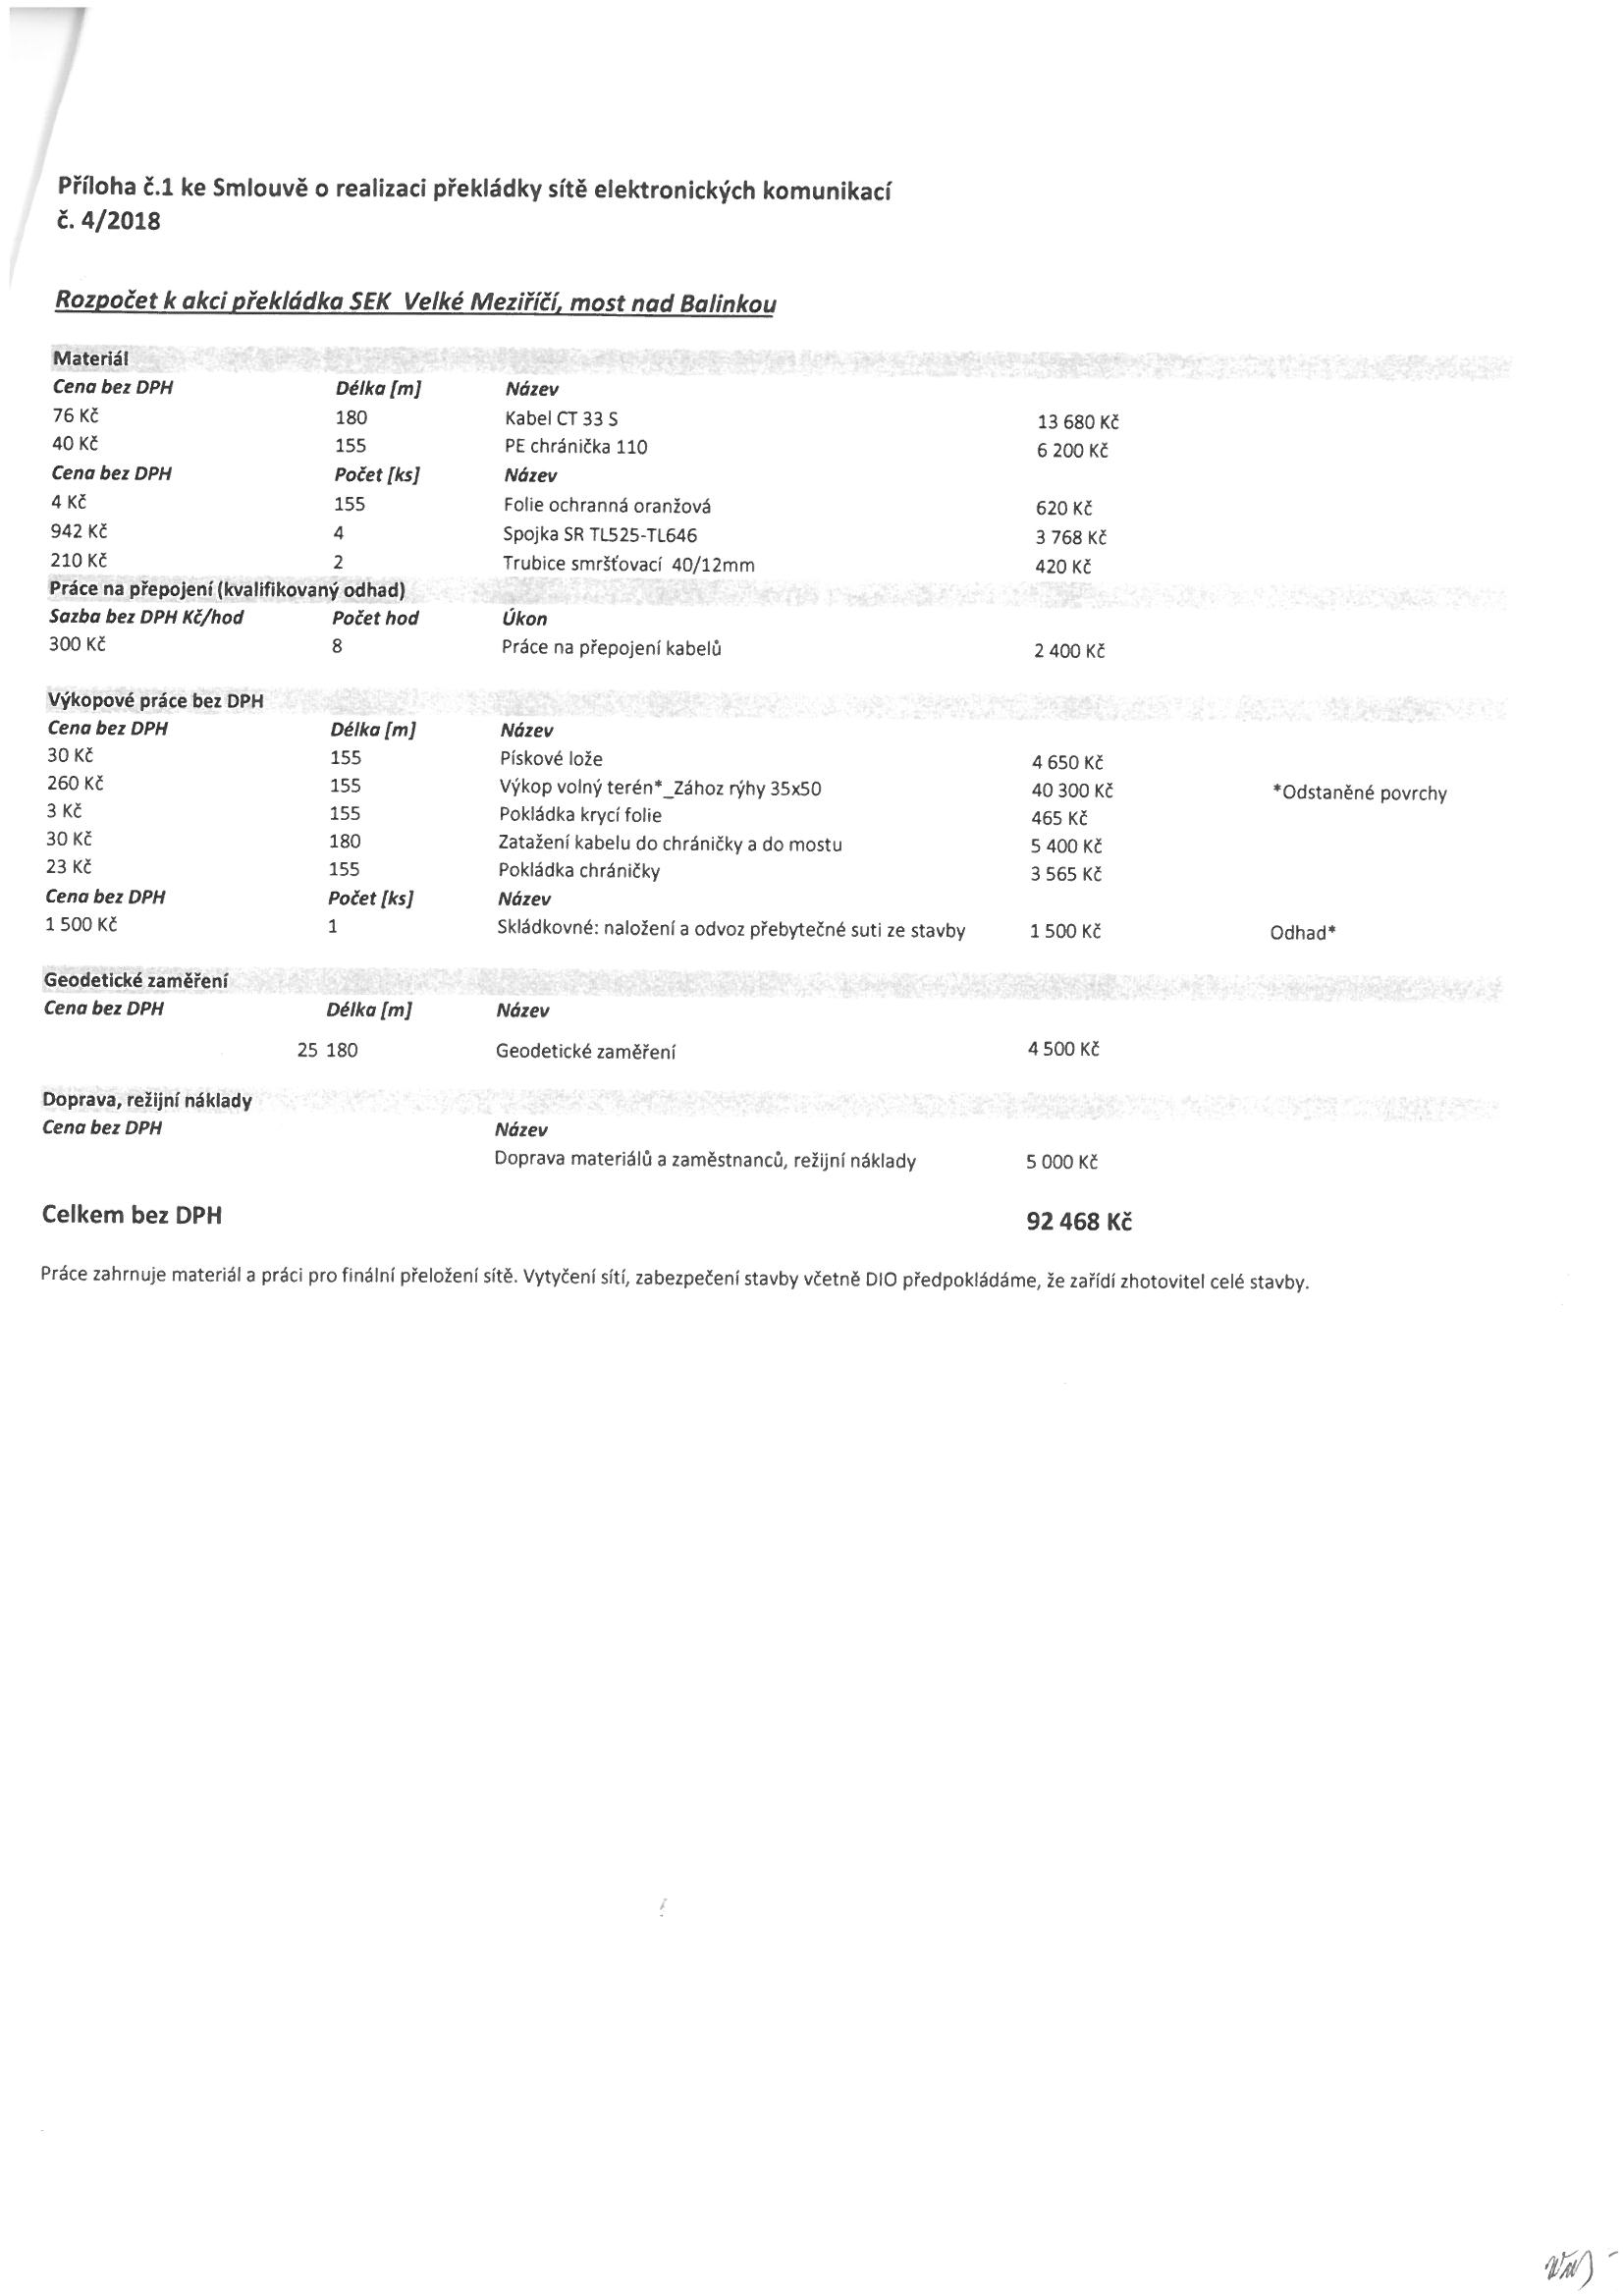 Příloha č.1 ke Smlouvě o realizaci překládky sítě elektronických komunikací
č. 4/2018
Rozpočet k akci překládka SEK Velké Meziříčí, most nad Balinkou
Materiál
Cena bez DPH Délka [m] Název
76 Kč 180 Kabel CT 33 S 13 680 Kč
40 Kč 155 PE chránička 110 6 200 Kč
Cena bez DPH Počet [ks] Název
4 Kč 155 Folie ochranná oranžová 620 Kč
942 Kč 4 Spojka SR TL525-TL646 3 768 Kč
210 Kč 2 Trubice smršťovací 40/12mm 420 Kč
Práce na přepojení (kvalifikovaný odhad)
Sazba bez DPH Kč/hod Počet hod Úkon
300 Kč 8 Práce na přepojení kabelů 2 400 Kč
Výkopové práce bez DPH
Cena bez DPH Délka [m] Název
30 Kč 155 Pískové lože 4 650 Kč
260 Kč 155 Výkop volný terén*_Zához rýhy 35x50 40 300 Kč *Odstaněné povrchy
3 Kč 155 Pokládka krycí folie 465 Kč
30 Kč 180 Zatažení kabelu do chráničky a do mostu 5 400 Kč
23 Kč 155 Pokládka chráničky 3 565 Kč
Cena bez DPH Počet [ks] Název
1 500 Kč 1 Skládkovné: naložení a odvoz přebytečné suti ze stavby 1 500 Kč Odhad*
Geodetické zaměření
Cena bez DPH Délka [m] Název
25 180 Geodetické zaměření 4 500 Kč
Doprava, režijní náklady
Cena bez DPH Název
Doprava materiálů a zaměstnanců, režijní náklady 5 000 Kč
Celkem bez DPH 92 468 Kč
Práce zahrnuje materiál a práci pro finální přeložení sítě. Vytyčení sítí, zabezpečení stavby včetně DIO předpokládáme, že zařídí zhotovitel celé stavby.